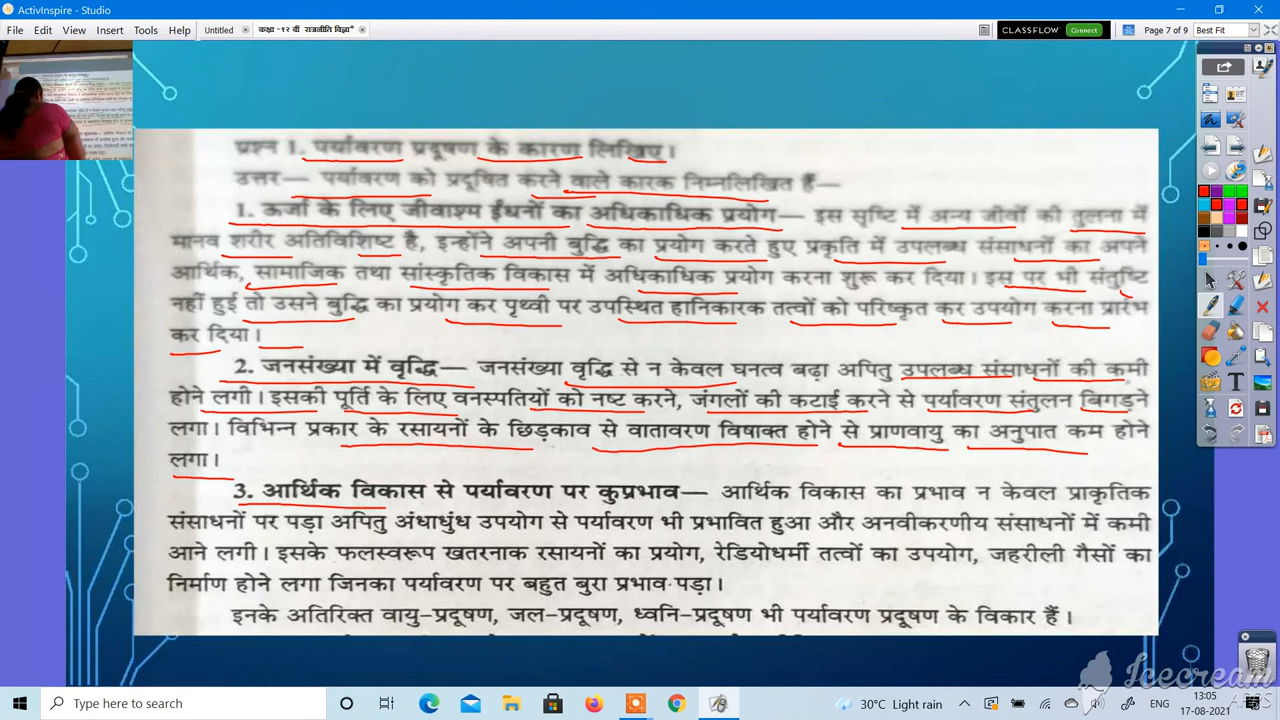 ActivInspire - Studio
File Edit View Insert Tools Help Untitled कक्षा -१२ वीं राजनीति विज्ञा* CLASSFLOW Connect Page 7 of 9 Best Fit
प्रश्न 1. पर्यावरण प्रदूषण के कारण लिखिए।
उत्तर— पर्यावरण को प्रदूषित करने वाले कारक निम्नलिखित हैं—
1. ऊर्जा के लिए जीवाश्म ईंधनों का अधिकाधिक प्रयोग— इस सृष्टि में अन्य जीवों की तुलना में
मानव शरीर अतिविशिष्ट है, इन्होंने अपनी बुद्धि का प्रयोग करते हुए प्रकृति में उपलब्ध संसाधनों का अपने
आर्थिक, सामाजिक तथा सांस्कृतिक विकास में अधिकाधिक प्रयोग करना शुरू कर दिया। इस पर भी संतुष्टि
नहीं हुई तो उसने बुद्धि का प्रयोग कर पृथ्वी पर उपस्थित हानिकारक तत्वों को परिष्कृत कर उपयोग करना प्रारंभ
कर दिया।
2. जनसंख्या में वृद्धि— जनसंख्या वृद्धि से न केवल घनत्व बढ़ा अपितु उपलब्ध संसाधनों की कमी
होने लगी। इसकी पूर्ति के लिए वनस्पतियों को नष्ट करने, जंगलों की कटाई करने से पर्यावरण संतुलन बिगड़ने
लगा। विभिन्न प्रकार के रसायनों के छिड़काव से वातावरण विषाक्त होने से प्राणवायु का अनुपात कम होने
लगा।
3. आर्थिक विकास से पर्यावरण पर कुप्रभाव— आर्थिक विकास का प्रभाव न केवल प्राकृतिक
संसाधनों पर पड़ा अपितु अंधाधुंध उपयोग से पर्यावरण भी प्रभावित हुआ और अनवीकरणीय संसाधनों में कमी
आने लगी। इसके फलस्वरूप खतरनाक रसायनों का प्रयोग, रेडियोधर्मी तत्वों का उपयोग, जहरीली गैसों का
निर्माण होने लगा जिनका पर्यावरण पर बहुत बुरा प्रभाव पड़ा।
इनके अतिरिक्त वायु-प्रदूषण, जल-प्रदूषण, ध्वनि-प्रदूषण भी पर्यावरण प्रदूषण के विकार हैं।
Icecream
APPS
Type here to search 30°C Light rain ENG 13:05
17-08-2021